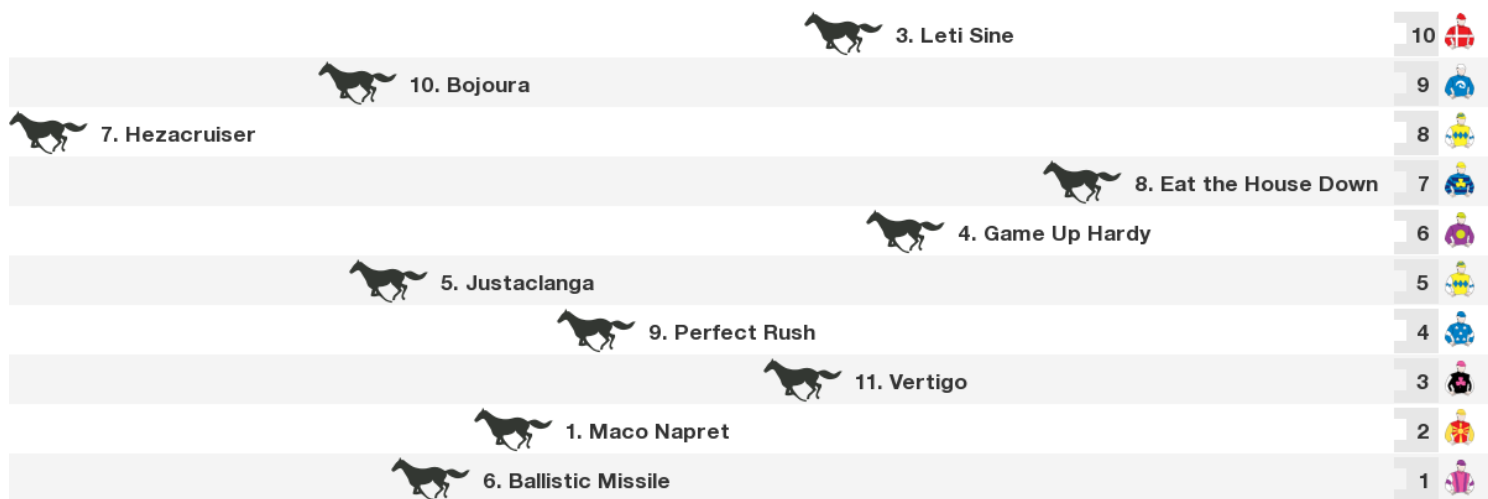 3. Leti Sine 10
10. Bojoura 9
7. Hezacruiser 8
8. Eat the House Down 7
4. Game Up Hardy 6
5. Justaclanga 5
9. Perfect Rush 4
11. Vertigo 3
1. Maco Napret 2
6. Ballistic Missile 1